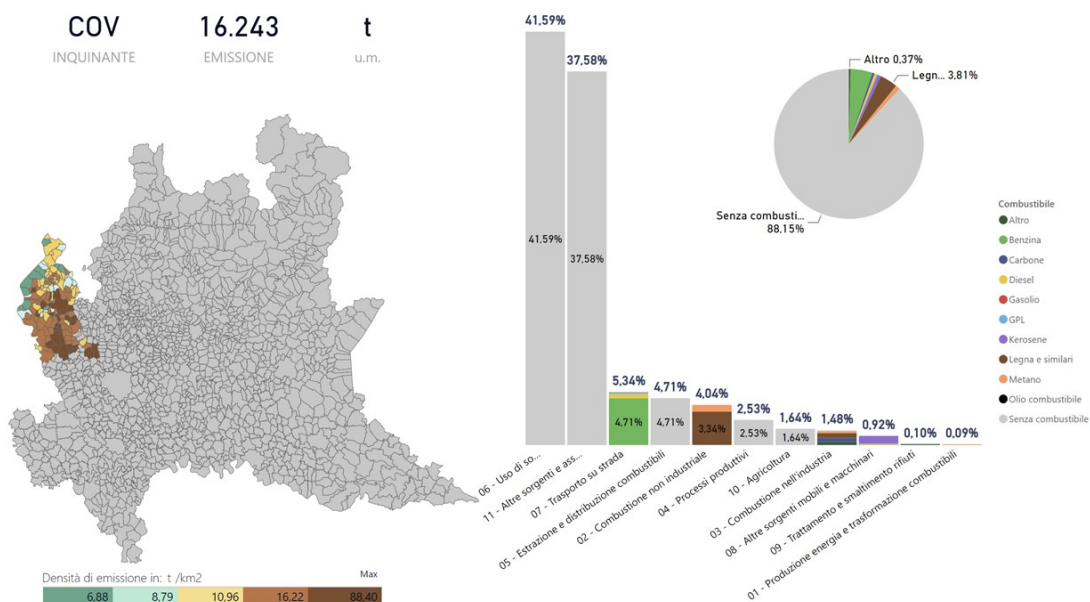 COV
16.243
t
INQUINANTE
EMISSIONE
u.m.
41,59%
37,58%
5,34%
4,71%
4,04%
2,53%
1,64%
1,48%
0,92%
0,10%
0,09%
41,59%
37,58%
4,71%
4,71%
3,34%
2,53%
1,64%
06 - Uso di so...
11 - Altre sorgenti e ass...
07 - Trasporto su strada
05 - Estrazione e distribuzione combustibili
02 - Combustione non industriale
04 - Processi produttivi
10 - Agricoltura
03 - Combustione nell'industria
08 - Altre sorgenti mobili e macchinari
09 - Trattamento e smaltimento rifiuti
01 - Produzione energia e trasformazione combustibili
Altro 0,37%
Legn... 3,81%
Senza combusti...
88,15%
Combustibile
Altro
Benzina
Carbone
Diesel
Gasolio
GPL
Kerosene
Legna e similari
Metano
Olio combustibile
Senza combustibile
Densità di emissione in: t /km2
Max
6,88
8,79
10,96
16,22
88,40